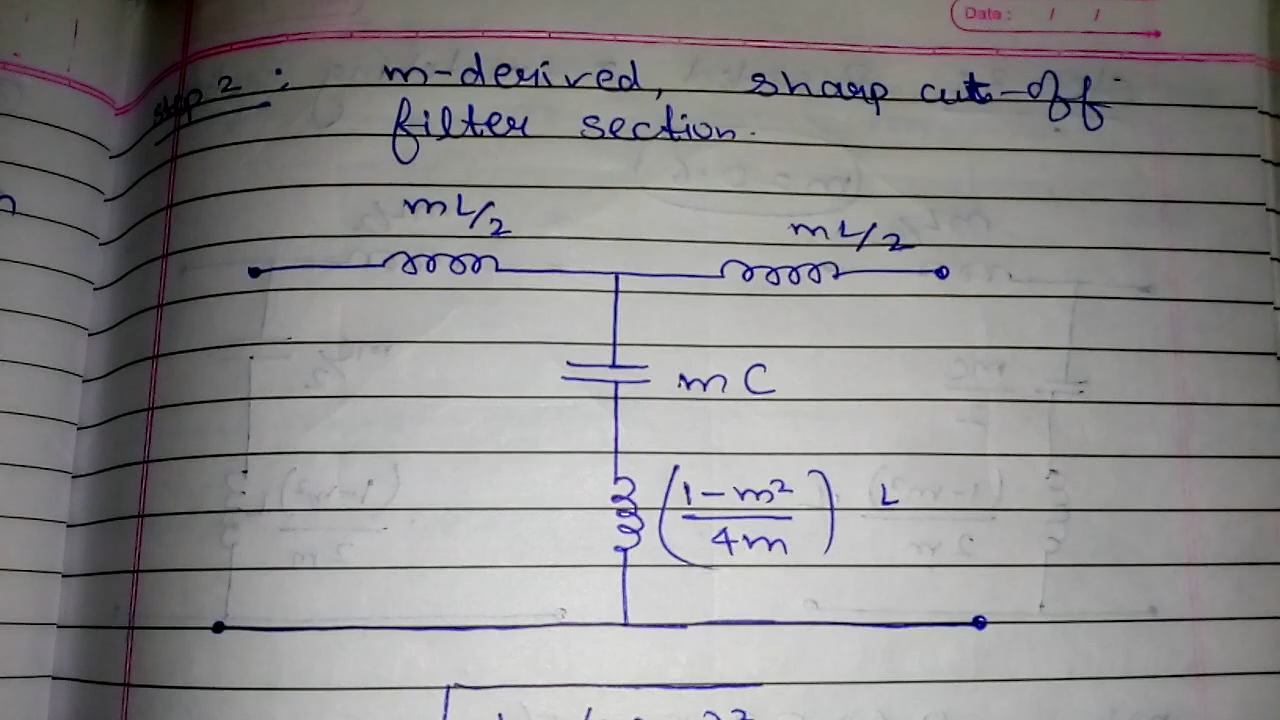 Date: / /
step 2 : m-derived, sharp cut-off
filter section.
mL/2
mL/2
mC
(1-m²/4m) L